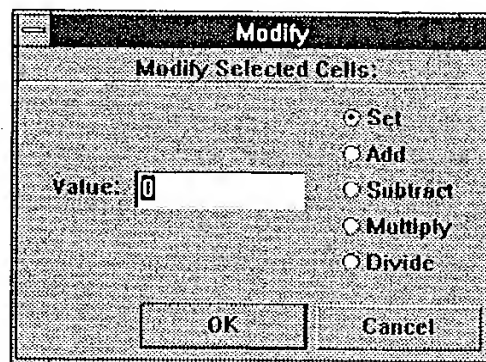 Modify
Modify Selected Cells:
Set
Add
Value: 0
Subtract
Multiply
Divide
OK
Cancel